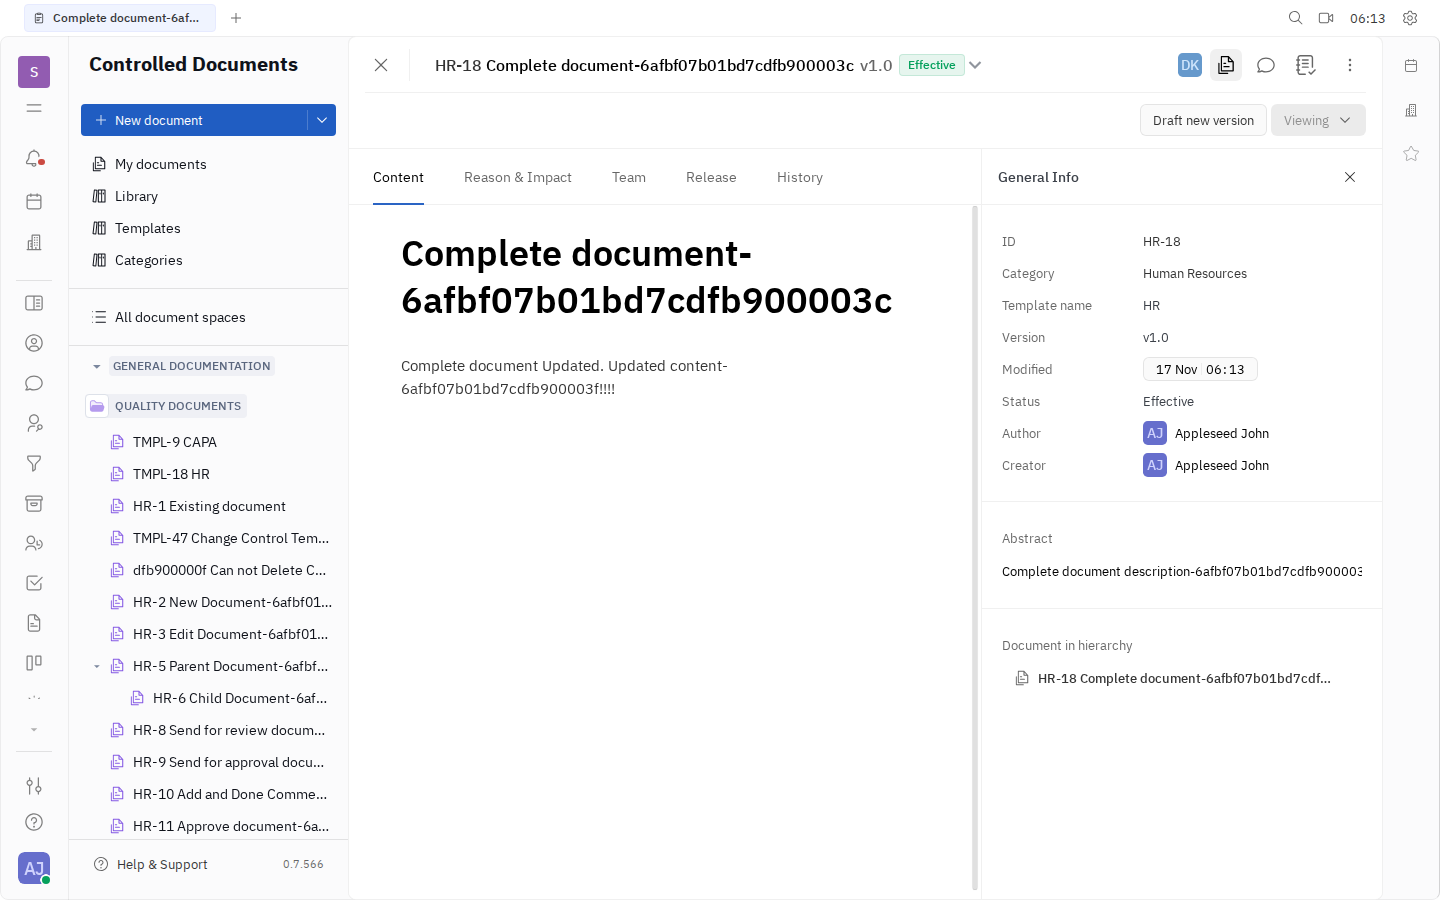 Complete document-6af...
06:13
S
Controlled Documents
New document
My documents
Library
Templates
Categories
All document spaces
GENERAL DOCUMENTATION
QUALITY DOCUMENTS
TMPL-9 CAPA
TMPL-18 HR
HR-1 Existing document
TMPL-47 Change Control Tem...
dfb900000f Can not Delete C...
HR-2 New Document-6afbf01...
HR-3 Edit Document-6afbf01...
HR-5 Parent Document-6afbf...
HR-6 Child Document-6af...
HR-8 Send for review docum...
HR-9 Send for approval docu...
HR-10 Add and Done Comme...
HR-11 Approve document-6a...
Help & Support
0.7.566
AJ
HR-18 Complete document-6afbf07b01bd7cdfb900003c v1.0 Effective
DK
Draft new version
Viewing
Content
Reason & Impact
Team
Release
History
Complete document-
6afbf07b01bd7cdfb900003c
Complete document Updated. Updated content-
6afbf07b01bd7cdfb900003f!!!!
General Info
ID HR-18
Category Human Resources
Template name HR
Version v1.0
Modified 17 Nov 06:13
Status Effective
Author AJ Appleseed John
Creator AJ Appleseed John
Abstract
Complete document description-6afbf07b01bd7cdfb900003
Document in hierarchy
HR-18 Complete document-6afbf07b01bd7cdf...